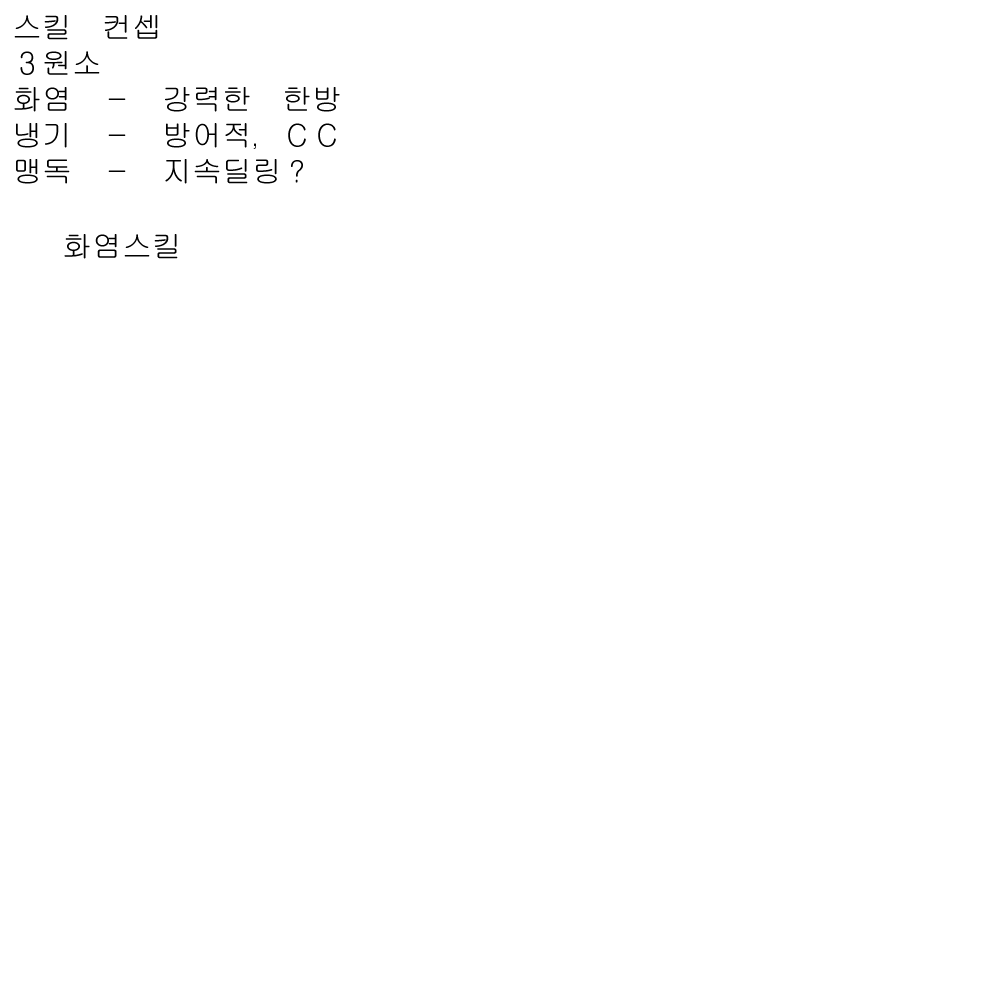 스킬 컨셉
3원소
화염 - 강력한 한방
냉기 - 방어적, CC
맹독 - 지속딜링?
화염스킬